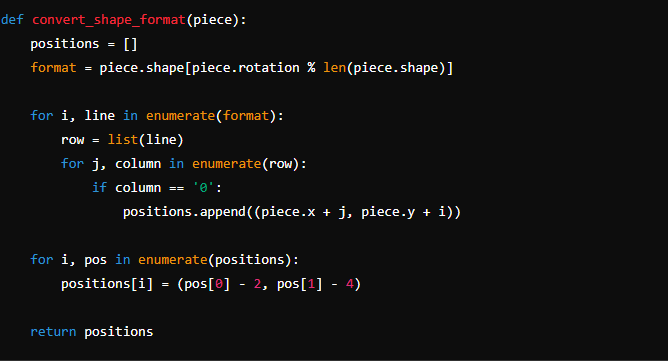 def convert_shape_format(piece):
    positions = []
    format = piece.shape[piece.rotation % len(piece.shape)]

    for i, line in enumerate(format):
        row = list(line)
        for j, column in enumerate(row):
            if column == '0':
                positions.append((piece.x + j, piece.y + i))

    for i, pos in enumerate(positions):
        positions[i] = (pos[0] - 2, pos[1] - 4)

    return positions